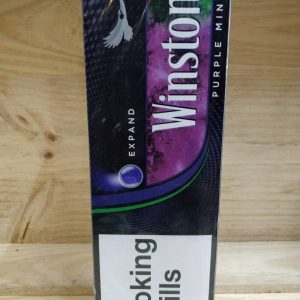 Winston
PURPLE MIN
EXPAND
oking
ills